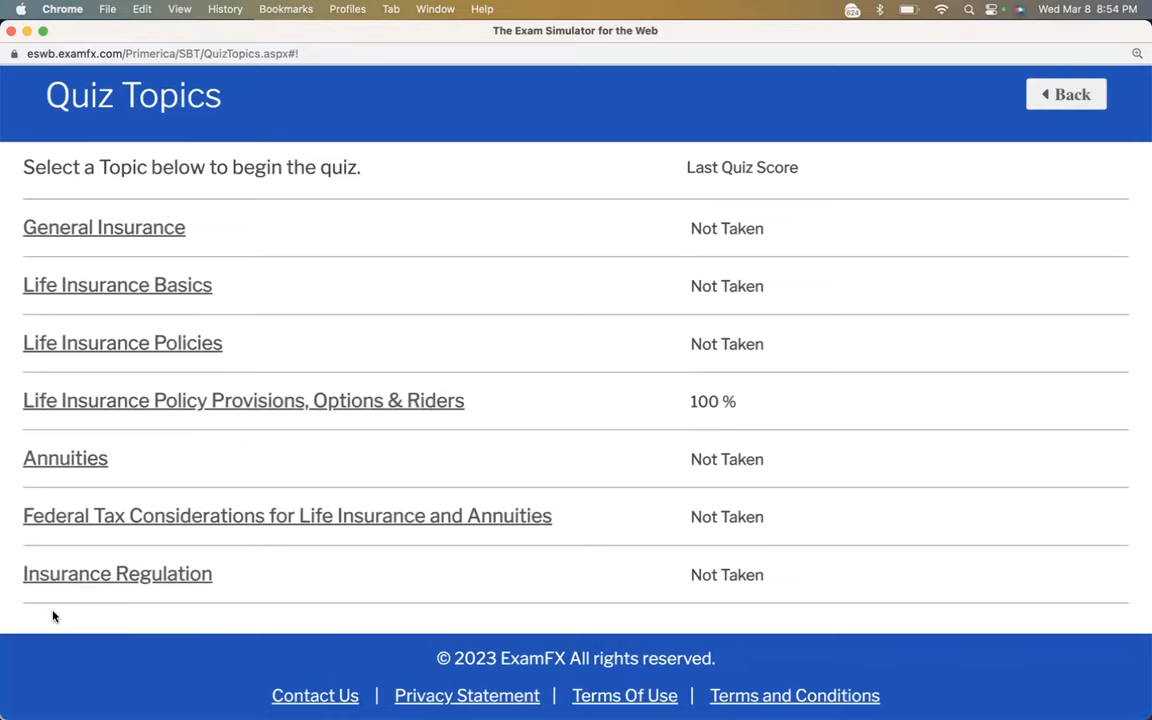 Chrome File Edit View History Bookmarks Profiles Tab Window Help 624 Wed Mar 8 8:54 PM
The Exam Simulator for the Web
eswb.examfx.com/Primerica/SBT/QuizTopics.aspx#!
Quiz Topics
Back
Select a Topic below to begin the quiz. Last Quiz Score
General Insurance Not Taken
Life Insurance Basics Not Taken
Life Insurance Policies Not Taken
Life Insurance Policy Provisions, Options & Riders 100 %
Annuities Not Taken
Federal Tax Considerations for Life Insurance and Annuities Not Taken
Insurance Regulation Not Taken
© 2023 ExamFX All rights reserved.
Contact Us | Privacy Statement | Terms Of Use | Terms and Conditions